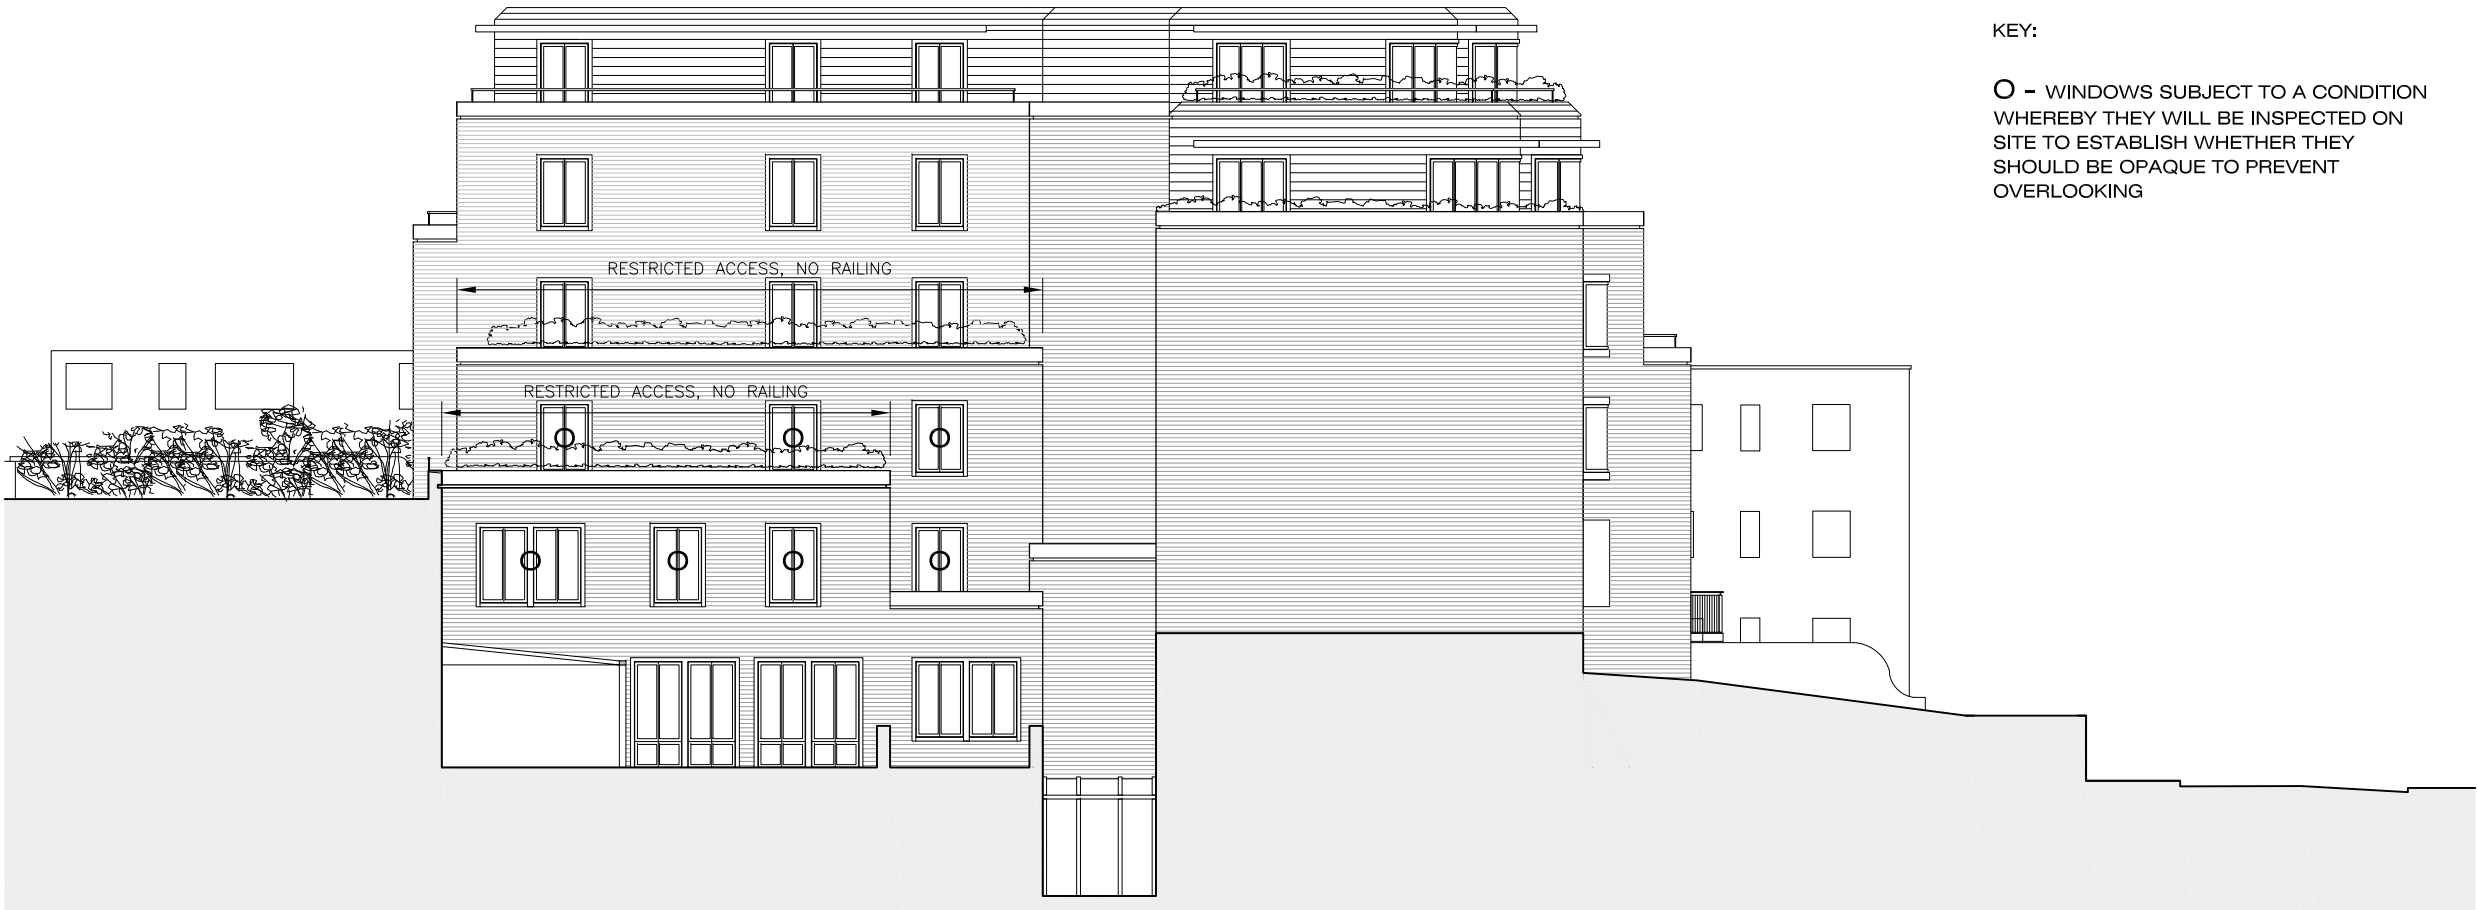 KEY:
O - WINDOWS SUBJECT TO A CONDITION
WHEREBY THEY WILL BE INSPECTED ON
SITE TO ESTABLISH WHETHER THEY
SHOULD BE OPAQUE TO PREVENT
OVERLOOKING
RESTRICTED ACCESS, NO RAILING
RESTRICTED ACCESS, NO RAILING
O
O
O
O
O
O
O